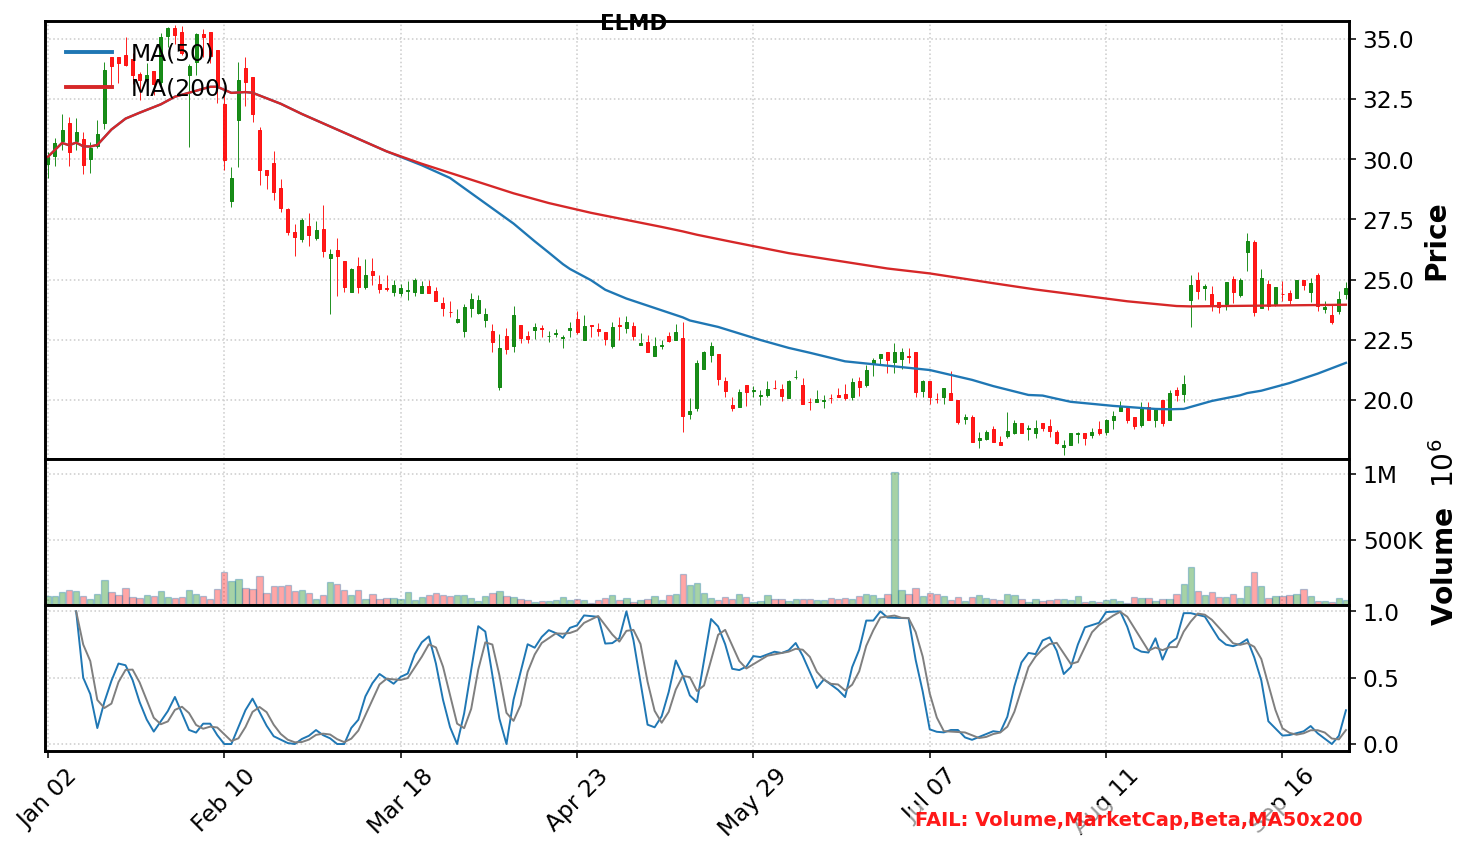 ELMD
MA(50)
MA(200)
35.0
32.5
30.0
27.5
25.0
22.5
20.0
Price
1M
500K
Volume 10⁶
1.0
0.5
0.0
Jan 02
Feb 10
Mar 18
Apr 23
May 29
Jul 07
Aug 11
Sep 16
FAIL: Volume,MarketCap,Beta,MA50x200